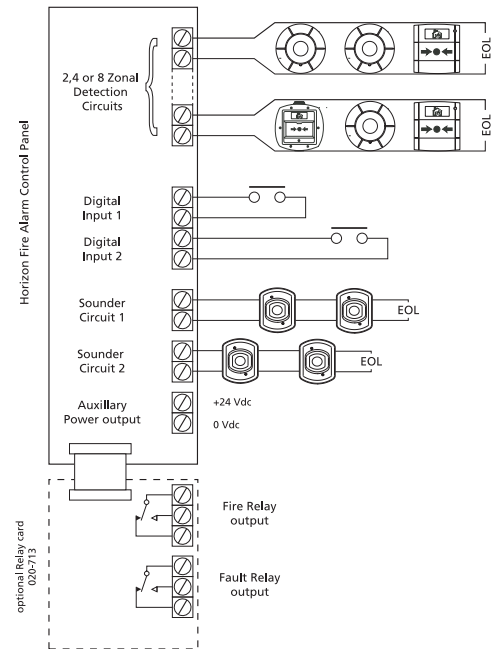 Horizon Fire Alarm Control Panel
2,4 or 8 Zonal
Detection
Circuits
EOL
EOL
Digital
Input 1
Digital
Input 2
Sounder
Circuit 1
EOL
Sounder
Circuit 2
EOL
Auxillary
Power output
+24 Vdc
0 Vdc
optional Relay card
020-713
Fire Relay
output
Fault Relay
output